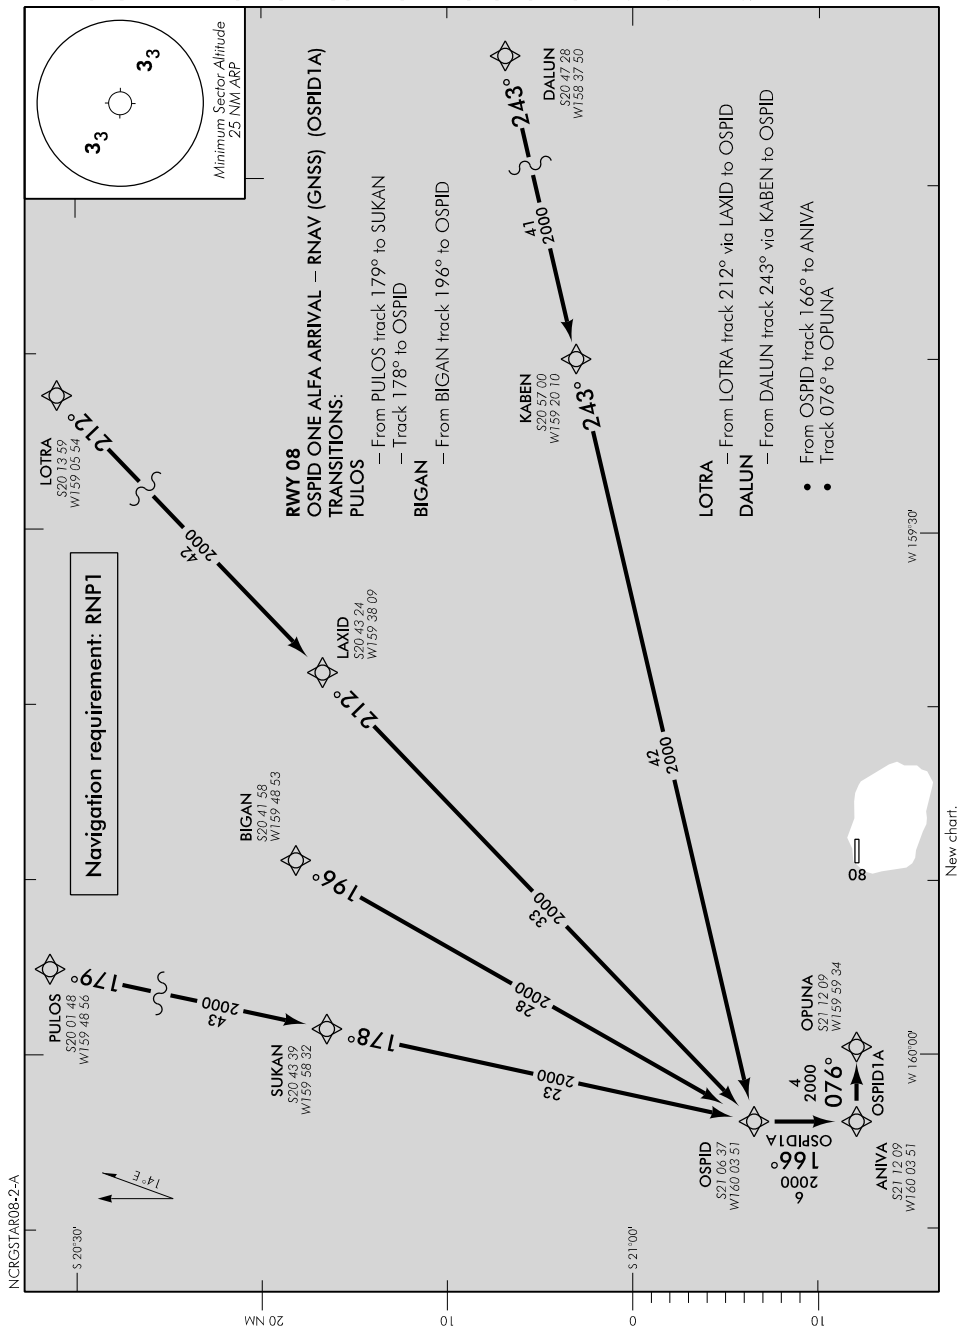 NCRGSTAR08-2-A
Minimum Sector Altitude
25 NM ARP
3₃
3₃
Navigation requirement: RNP1
RWY 08
OSPID ONE ALFA ARRIVAL – RNAV (GNSS) (OSPID1A)
TRANSITIONS:
PULOS
– From PULOS track 179° to SUKAN
– Track 178° to OSPID
BIGAN
– From BIGAN track 196° to OSPID
LOTRA
– From LOTRA track 212° via LAXID to OSPID
DALUN
– From DALUN track 243° via KABEN to OSPID
• From OSPID track 166° to ANIVA
• Track 076° to OPUNA
PULOS
S20 01 48
W159 48 56
179°
43
2000
SUKAN
S20 43 39
W159 58 32
178°
23
2000
BIGAN
S20 41 58
W159 48 53
196°
28
2000
LOTRA
S20 13 59
W159 05 54
212°
42
2000
LAXID
S20 43 24
W159 38 09
212°
33
2000
DALUN
S20 47 28
W158 37 50
243°
41
2000
KABEN
S20 57 00
W159 20 10
243°
42
2000
OSPID
S21 06 37
W160 03 51
OSPID1A
166°
2000
6
ANIVA
S21 12 09
W160 03 51
4
2000
076°
OSPID1A
OPUNA
S21 12 09
W159 59 34
08
14°E
S 20°30'
S 21°00'
W 160°00'
W 159°30'
20 NM
10
0
10
New chart.